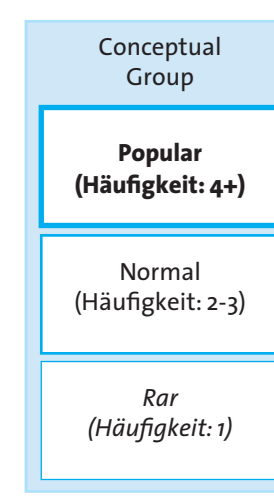 Conceptual
Group
Popular
(Häufigkeit: 4+)
Normal
(Häufigkeit: 2-3)
Rar
(Häufigkeit: 1)